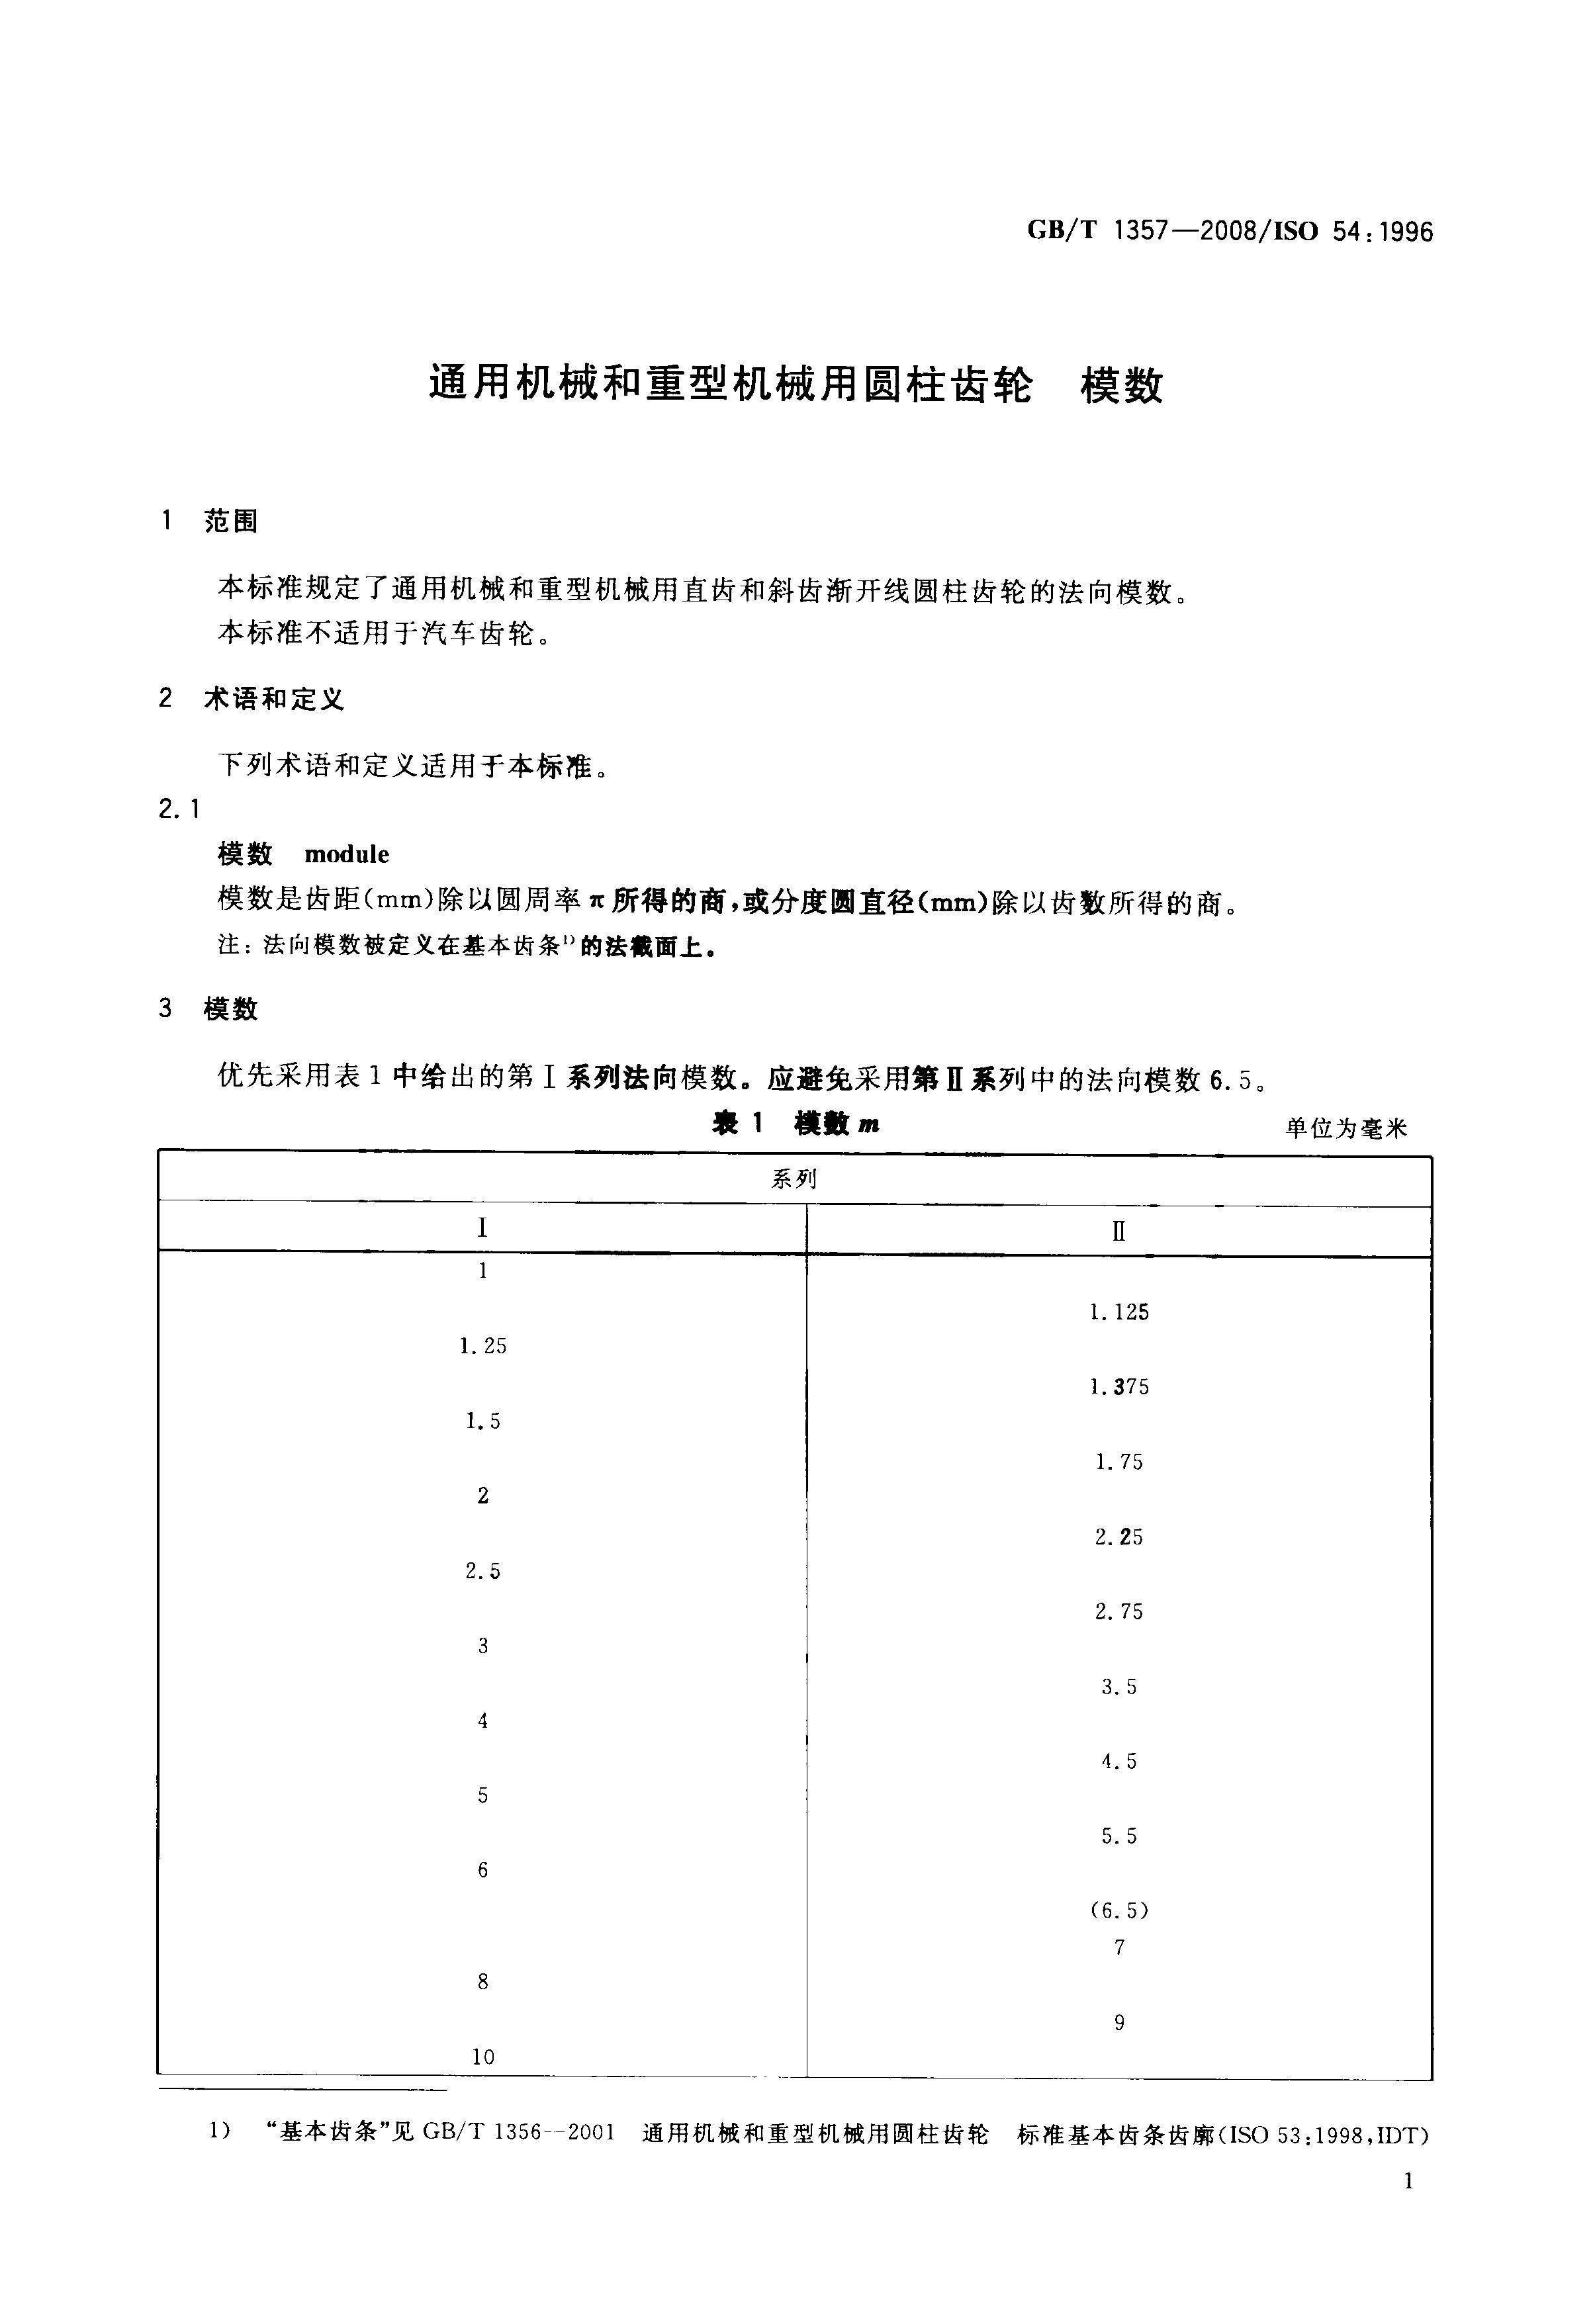 GB/T 1357—2008/ISO 54:1996
通用机械和重型机械用圆柱齿轮　模数
1　范围
本标准规定了通用机械和重型机械用直齿和斜齿渐开线圆柱齿轮的法向模数。
本标准不适用于汽车齿轮。
2　术语和定义
下列术语和定义适用于本标准。
2.1
模数　module
模数是齿距(mm)除以圆周率 π 所得的商,或分度圆直径(mm)除以齿数所得的商。
注: 法向模数被定义在基本齿条¹⁾的法截面上。
3　模数
优先采用表 1 中给出的第 Ⅰ 系列法向模数。应避免采用第 Ⅱ 系列中的法向模数 6.5。
表 1　模数 m
单位为毫米
系列
Ⅰ　Ⅱ
1
1.125
1.25
1.375
1.5
1.75
2
2.25
2.5
2.75
3
3.5
4
4.5
5
5.5
6
(6.5)
7
8
9
10
1)　“基本齿条”见 GB/T 1356--2001　通用机械和重型机械用圆柱齿轮　标准基本齿条齿廓(ISO 53:1998,IDT)
1